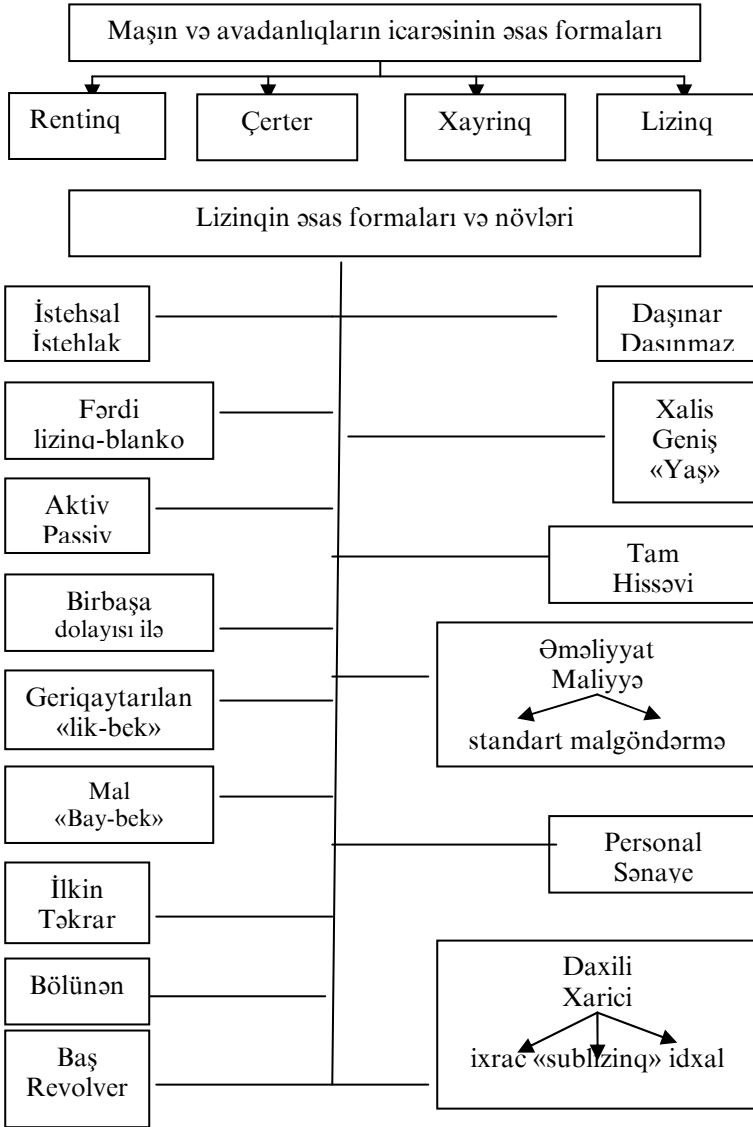 Maşın və avadanlıqların icarəsinin əsas formaları
Rentinq
Çerter
Xayrinq
Lizinq
Lizinqin əsas formaları və növləri
İstehsal
İstehlak
Daşınar
Daşınmaz
Fərdi
lizinq-blanko
Xalis
Geniş
«Yaş»
Aktiv
Passiv
Tam
Hissəvi
Birbaşa
dolayısı ilə
Əməliyyat
Maliyyə
standart malgöndərmə
Geriqaytarılan
«lik-bek»
Mal
«Bay-bek»
Personal
Sənaye
İlkin
Təkrar
Bölünən
Daxili
Xarici
ixrac «sublizinq» idxal
Baş
Revolver